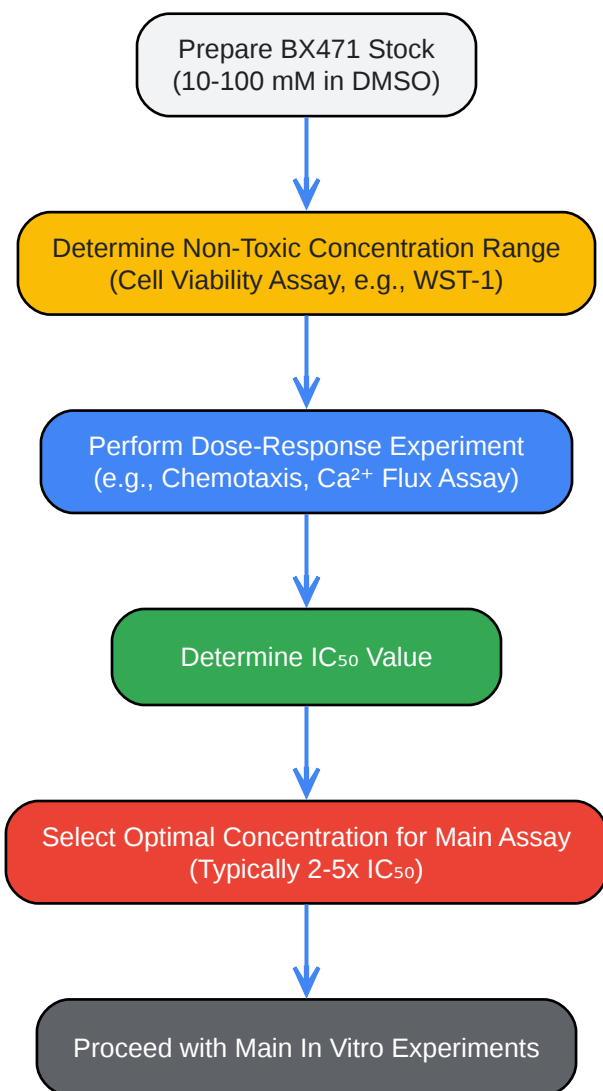 Prepare BX471 Stock
(10-100 mM in DMSO)
Determine Non-Toxic Concentration Range
(Cell Viability Assay, e.g., WST-1)
Perform Dose-Response Experiment
(e.g., Chemotaxis, Ca²⁺ Flux Assay)
Determine IC₅₀ Value
Select Optimal Concentration for Main Assay
(Typically 2-5x IC₅₀)
Proceed with Main In Vitro Experiments